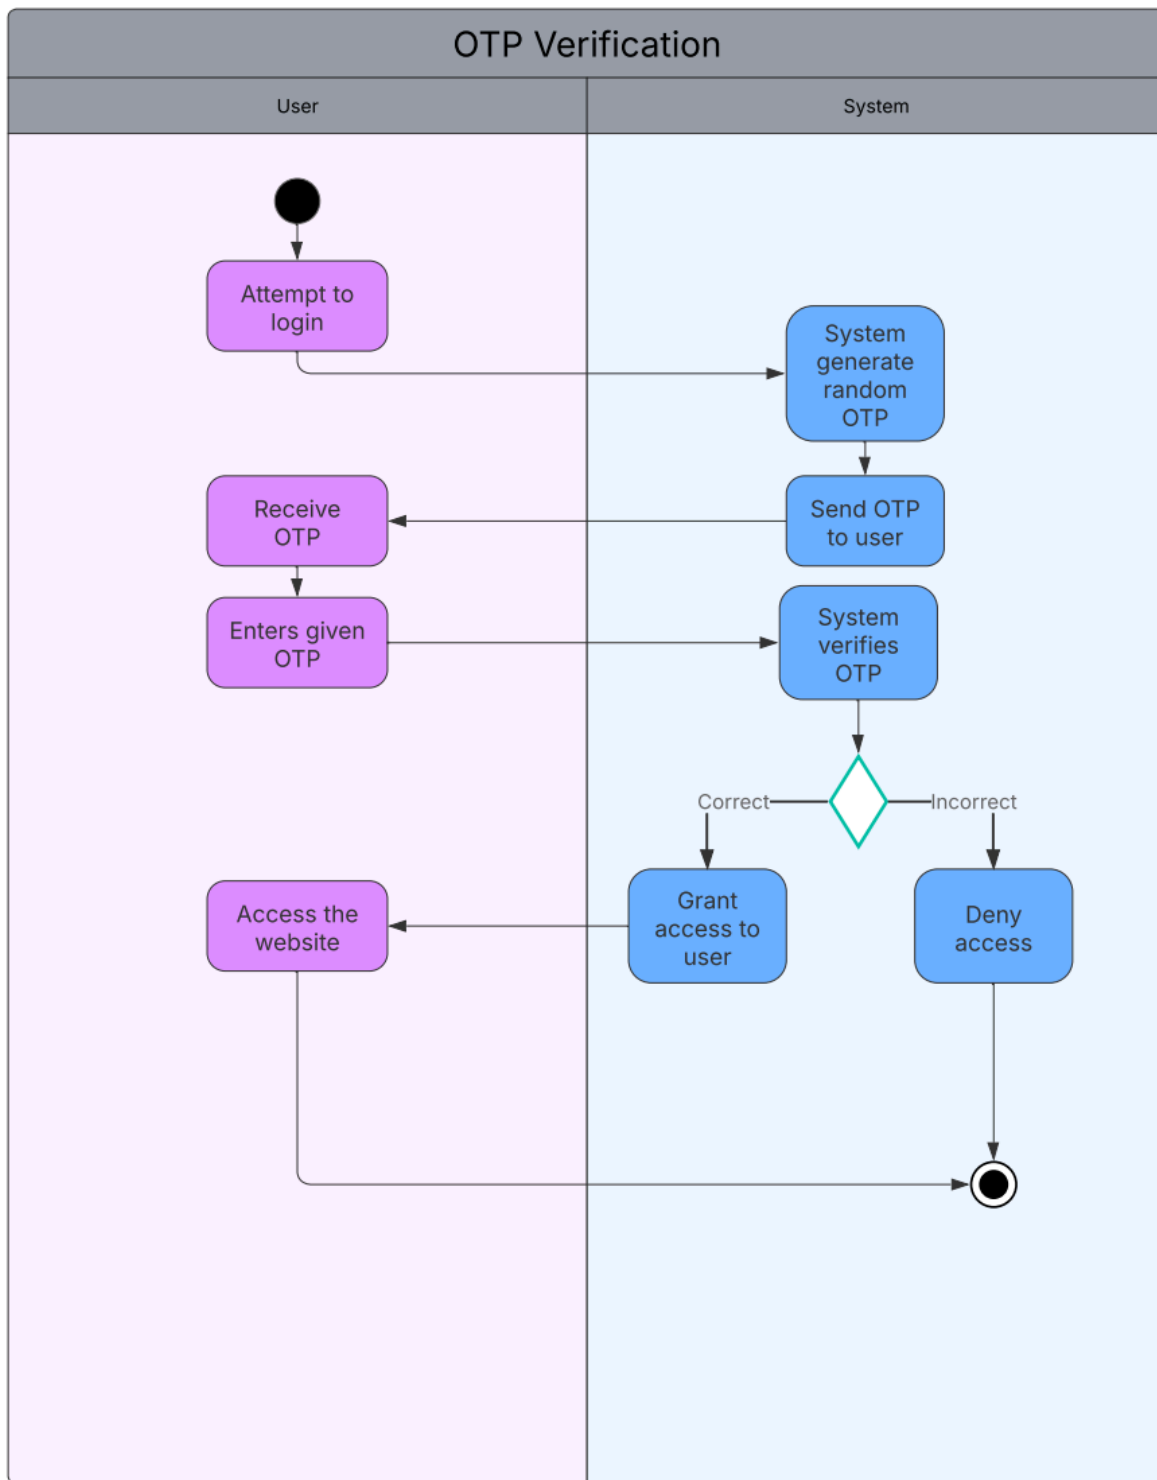 OTP Verification
User
System
Attempt to
login
System
generate
random
OTP
Receive
OTP
Send OTP
to user
Enters given
OTP
System
verifies
OTP
Correct
Incorrect
Access the
website
Grant
access to
user
Deny
access